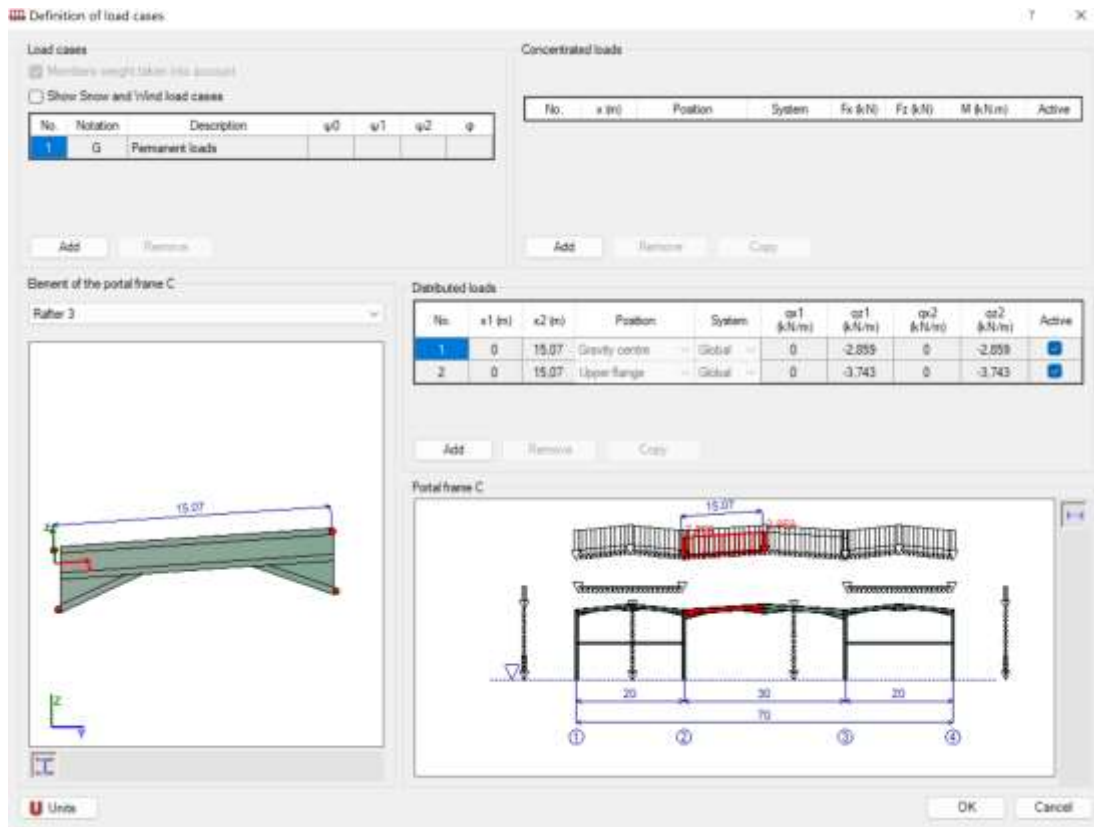 Definition of load cases ? ×
Load cases
Members weight taken into account
Show Snow and Wind load cases
No. Notation Description ψ0 ψ1 ψ2 φ
1 G Permanent loads
Add Remove
Concentrated loads
No. x (m) Position System Fx (kN) Fz (kN) M (kN.m) Active
Add Remove Copy
Element of the portal frame C
Rafter 3
15.07
z
Z
Distributed loads
No. x1 (m) x2 (m) Position System qx1 (kN/m) qz1 (kN/m) qx2 (kN/m) qz2 (kN/m) Active
1 0 15.07 Gravity centre Global 0 -2.859 0 -2.859
2 0 15.07 Upper flange Global 0 -3.743 0 -3.743
Add Remove Copy
Portal frame C
15.07
20 30 20
70
1 2 3 4
Units
OK Cancel